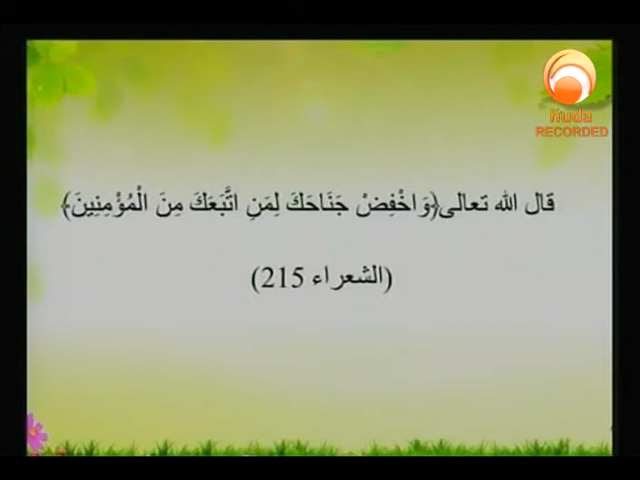 Huda
RECORDED
قال الله تعالى﴿وَاخْفِضْ جَنَاحَكَ لِمَنِ اتَّبَعَكَ مِنَ الْمُؤْمِنِينَ﴾
(الشعراء 215)